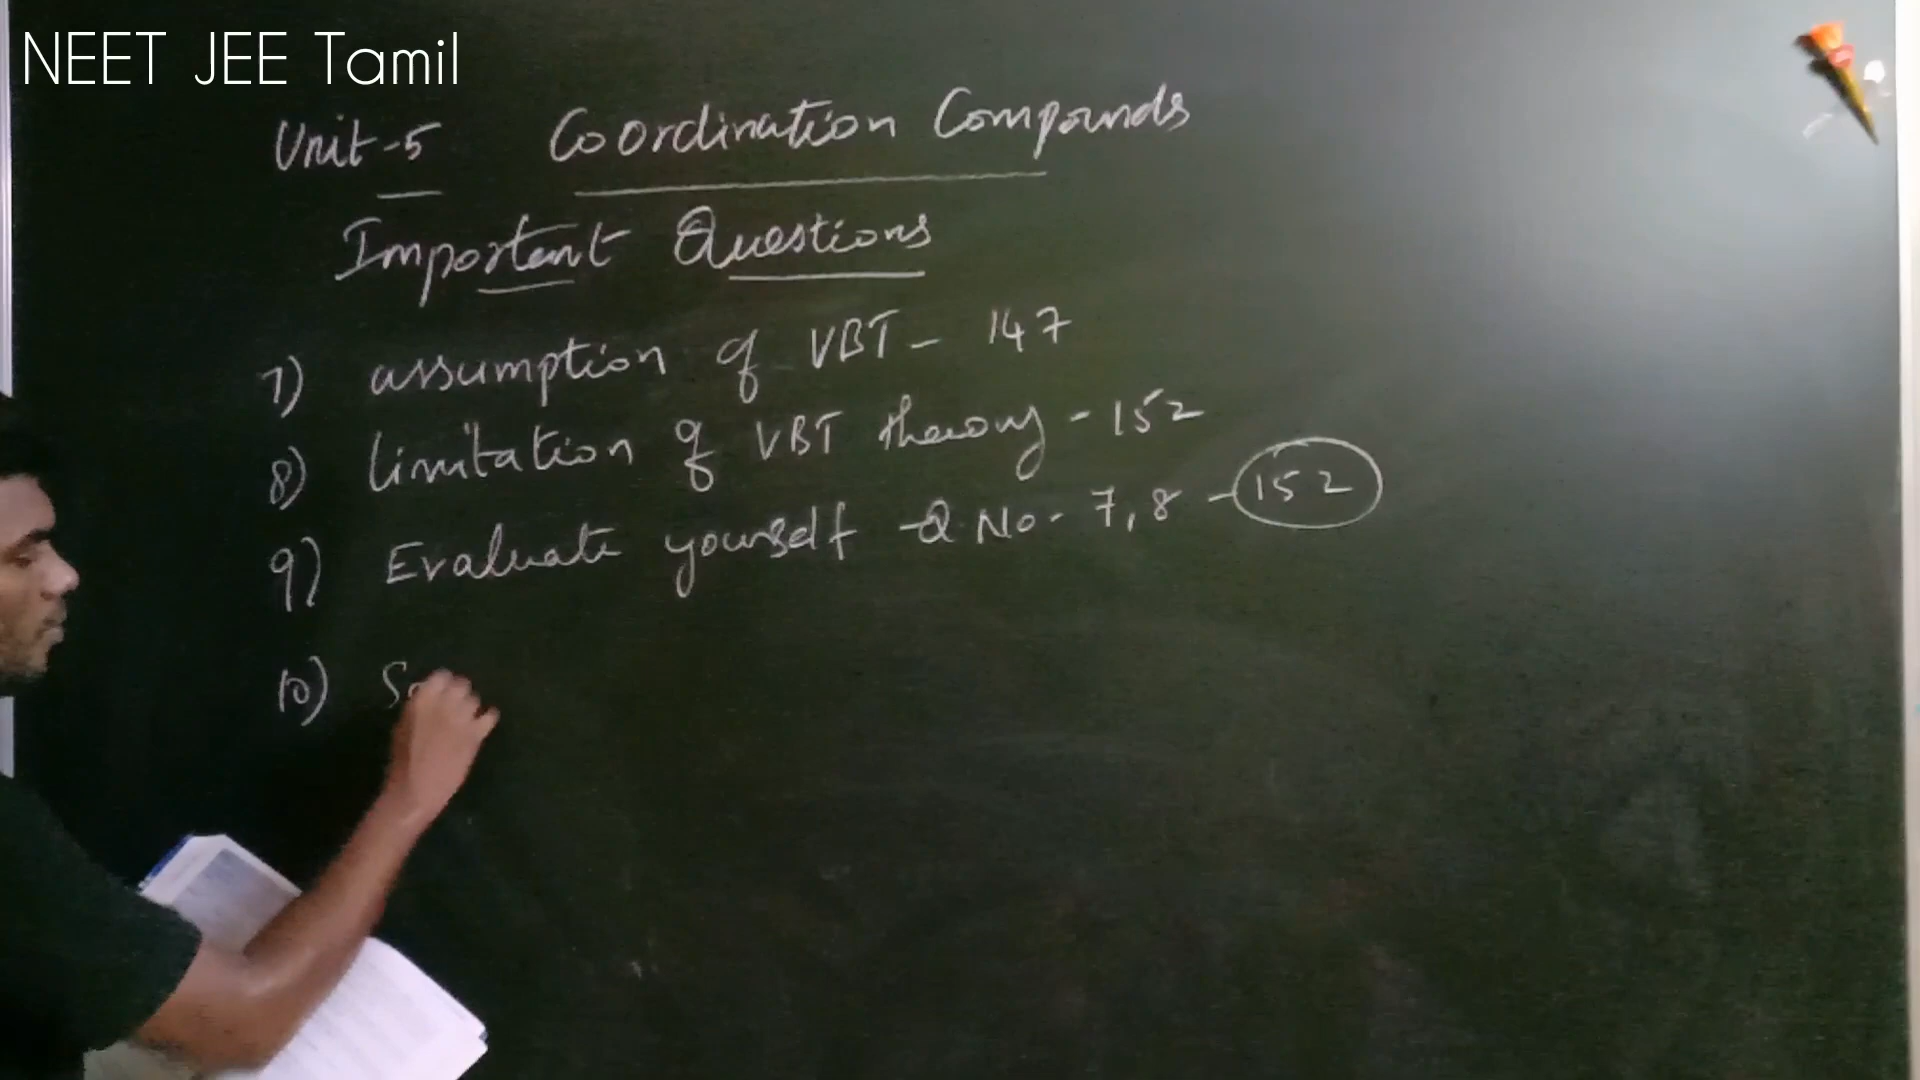 NEET JEE Tamil
Unit-5 Coordination Compounds
Important Questions
7) assumption of VBT - 147
8) limitation of VBT theory - 152
9) Evaluate yourself - Q No- 7, 8 - 152
10)